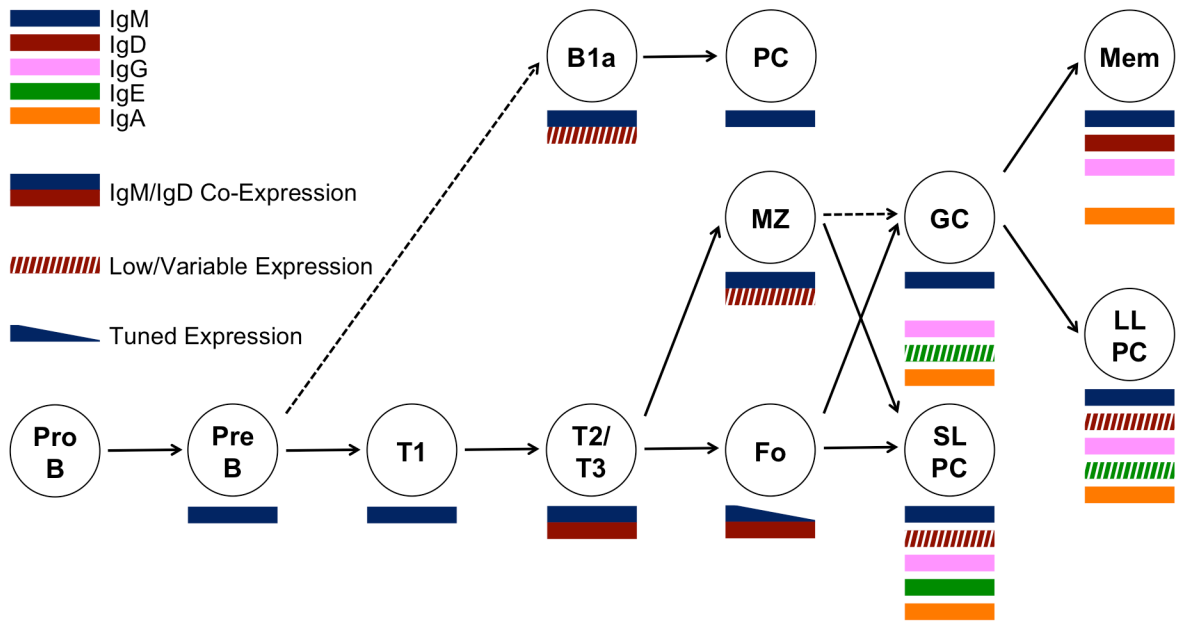 IgM
IgD
IgG
IgE
IgA
IgM/IgD Co-Expression
Low/Variable Expression
Tuned Expression
B1a
PC
Mem
MZ
GC
LL
PC
Pro
B
Pre
B
T1
T2/
T3
Fo
SL
PC